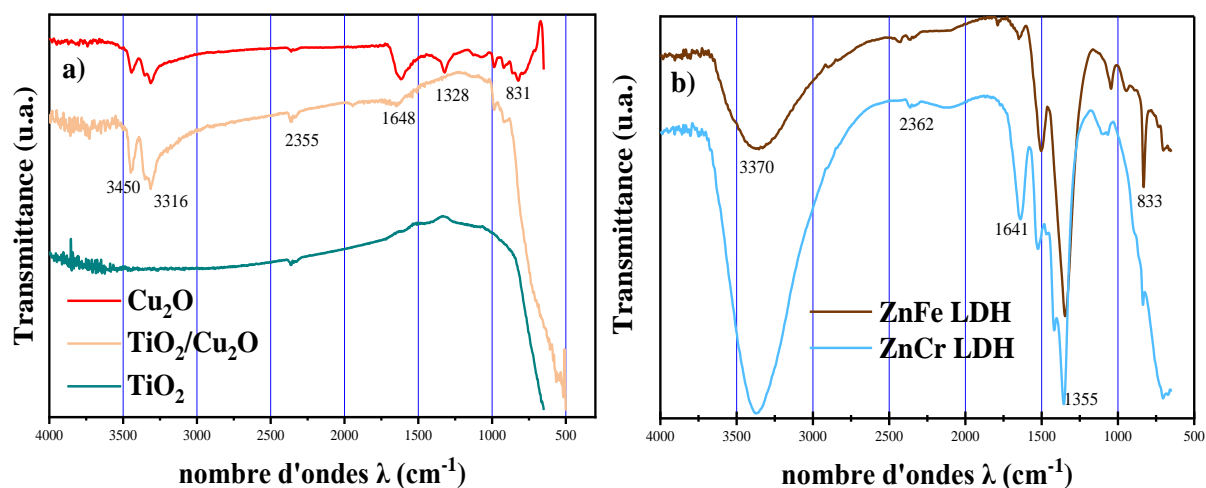 a)
Transmittance (u.a.)
3450
3316
2355
1648
1328
831
Cu₂O
TiO₂/Cu₂O
TiO₂
4000 3500 3000 2500 2000 1500 1000 500
nombre d'ondes λ (cm⁻¹)
b)
Transmittance (u.a.)
3370
2362
1641
1355
833
ZnFe LDH
ZnCr LDH
4000 3500 3000 2500 2000 1500 1000 500
nombre d'ondes λ (cm⁻¹)